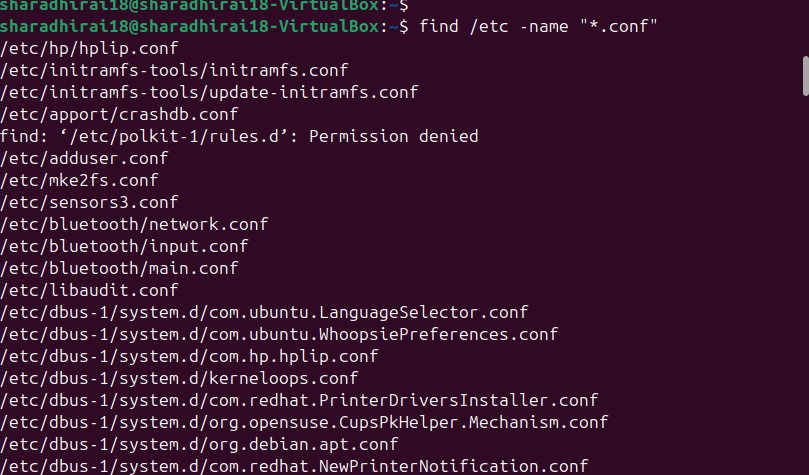 sharadhirai18@sharadhirai18-VirtualBox:~$
sharadhirai18@sharadhirai18-VirtualBox:~$ find /etc -name "*.conf"
/etc/hp/hplip.conf
/etc/initramfs-tools/initramfs.conf
/etc/initramfs-tools/update-initramfs.conf
/etc/apport/crashdb.conf
find: ‘/etc/polkit-1/rules.d’: Permission denied
/etc/adduser.conf
/etc/mke2fs.conf
/etc/sensors3.conf
/etc/bluetooth/network.conf
/etc/bluetooth/input.conf
/etc/bluetooth/main.conf
/etc/libaudit.conf
/etc/dbus-1/system.d/com.ubuntu.LanguageSelector.conf
/etc/dbus-1/system.d/com.ubuntu.WhoopsiePreferences.conf
/etc/dbus-1/system.d/com.hp.hplip.conf
/etc/dbus-1/system.d/kerneloops.conf
/etc/dbus-1/system.d/com.redhat.PrinterDriversInstaller.conf
/etc/dbus-1/system.d/org.opensuse.CupsPkHelper.Mechanism.conf
/etc/dbus-1/system.d/org.debian.apt.conf
/etc/dbus-1/system.d/com.redhat.NewPrinterNotification.conf